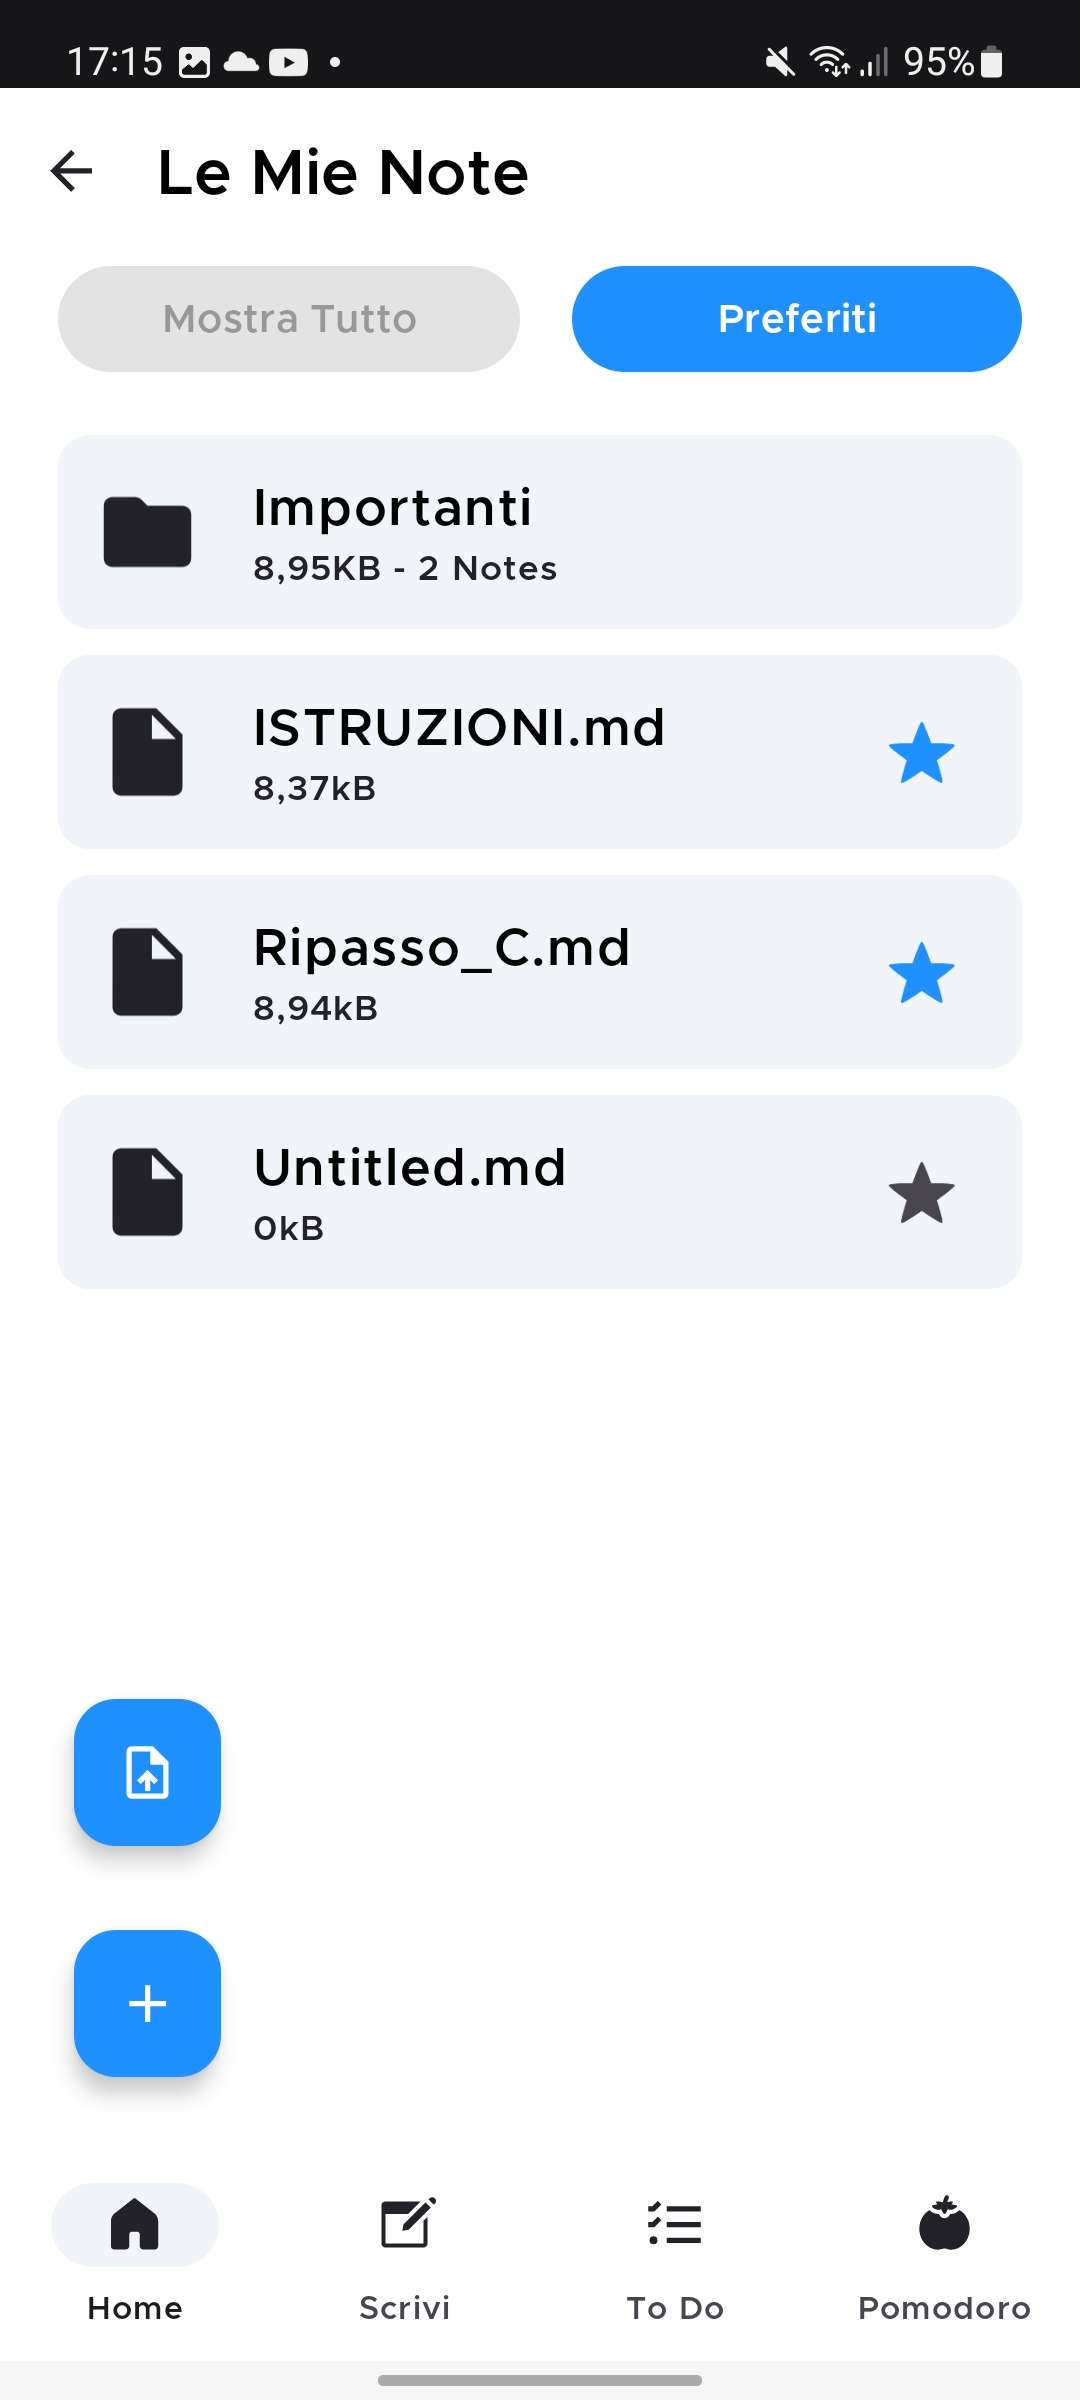 17:15
95%
Le Mie Note
Mostra Tutto
Preferiti
Importanti
8,95KB - 2 Notes
ISTRUZIONI.md
8,37kB
Ripasso_C.md
8,94kB
Untitled.md
0kB
Home
Scrivi
To Do
Pomodoro